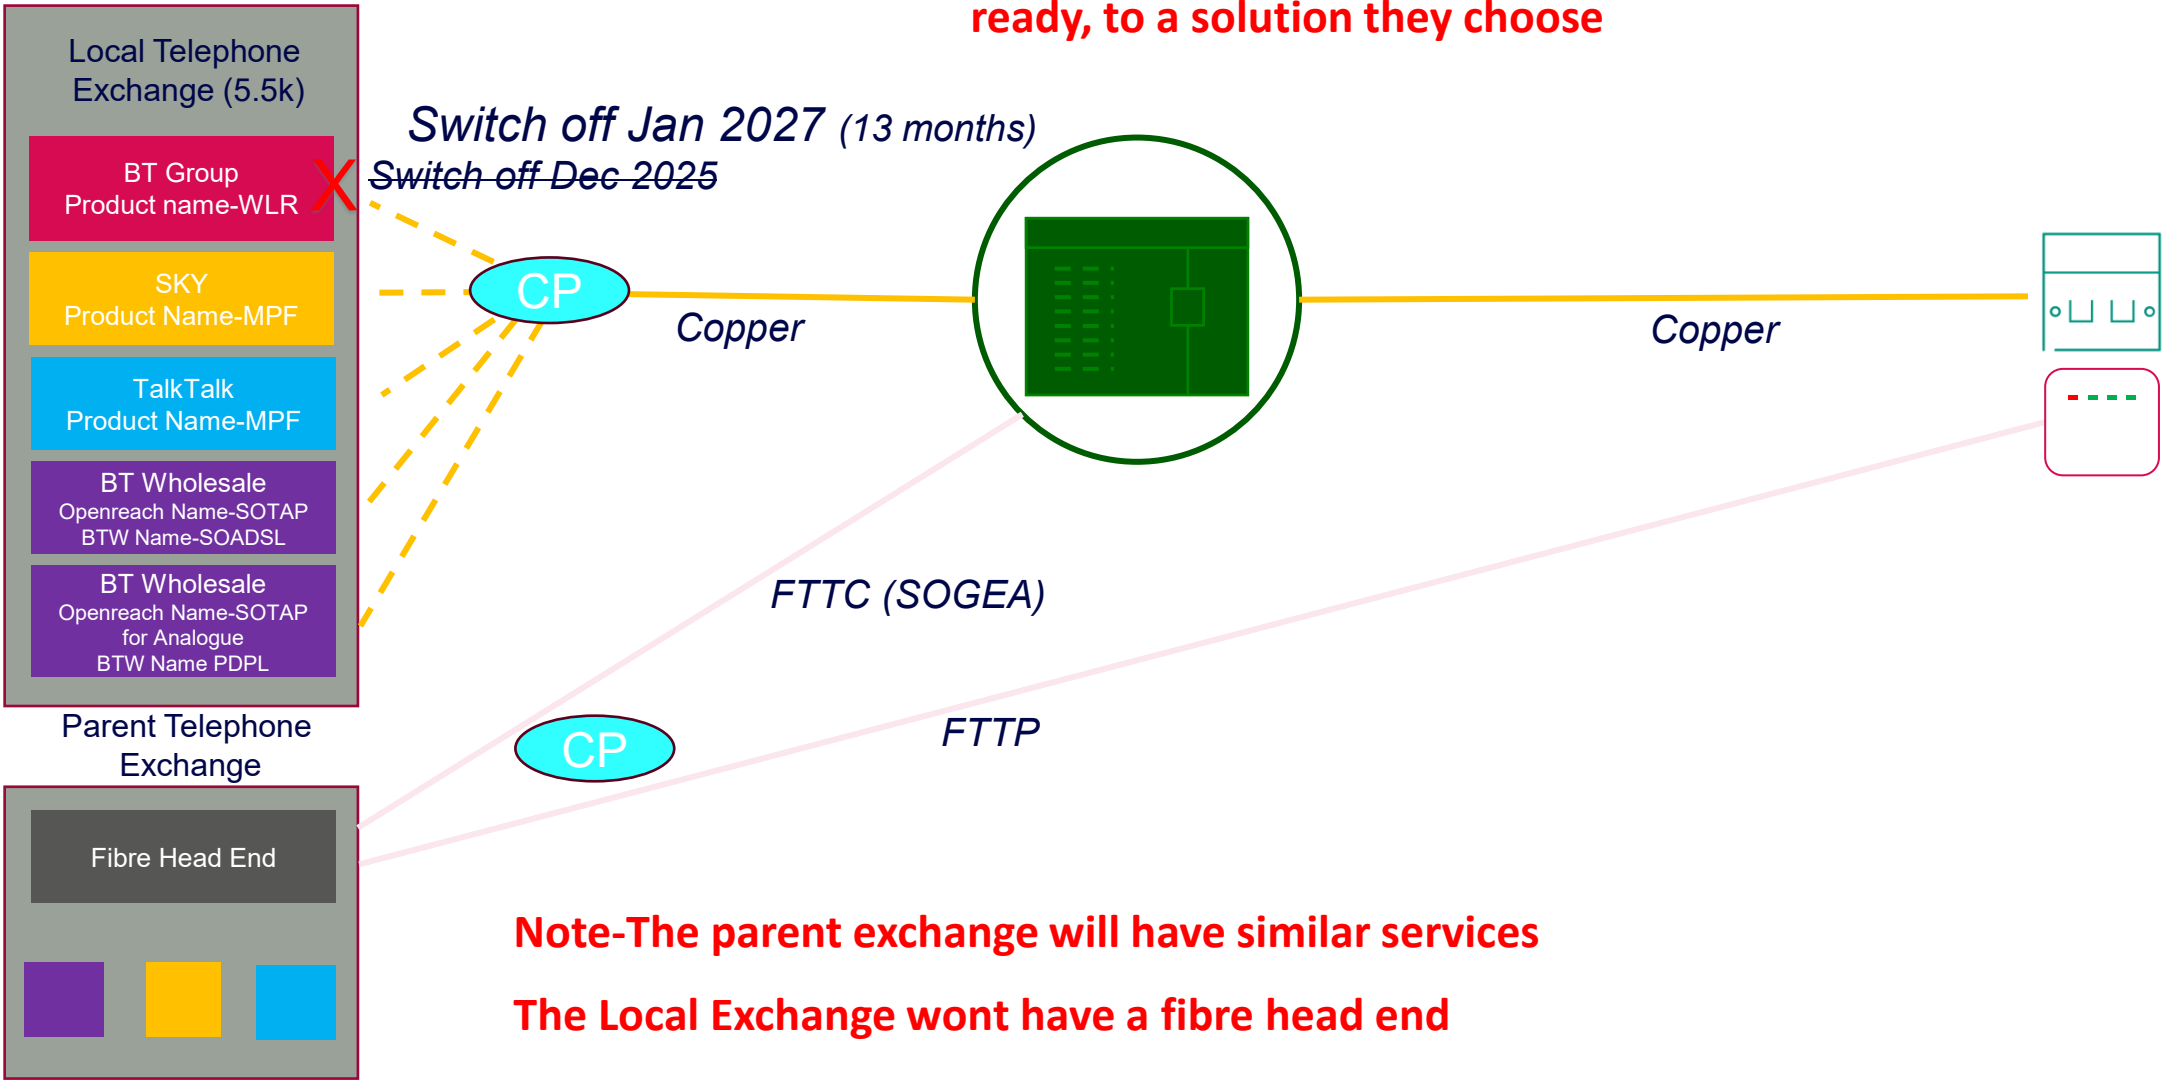 ready, to a solution they choose
Local Telephone
Exchange (5.5k)
Switch off Jan 2027 (13 months)
Switch off Dec 2025
BT Group
Product name-WLR
X
SKY
Product Name-MPF
TalkTalk
Product Name-MPF
BT Wholesale
Openreach Name-SOTAP
BTW Name-SOADSL
BT Wholesale
Openreach Name-SOTAP
for Analogue
BTW Name PDPL
CP
Copper
Copper
FTTC (SOGEA)
FTTP
CP
Parent Telephone
Exchange
Fibre Head End
Note-The parent exchange will have similar services
The Local Exchange wont have a fibre head end